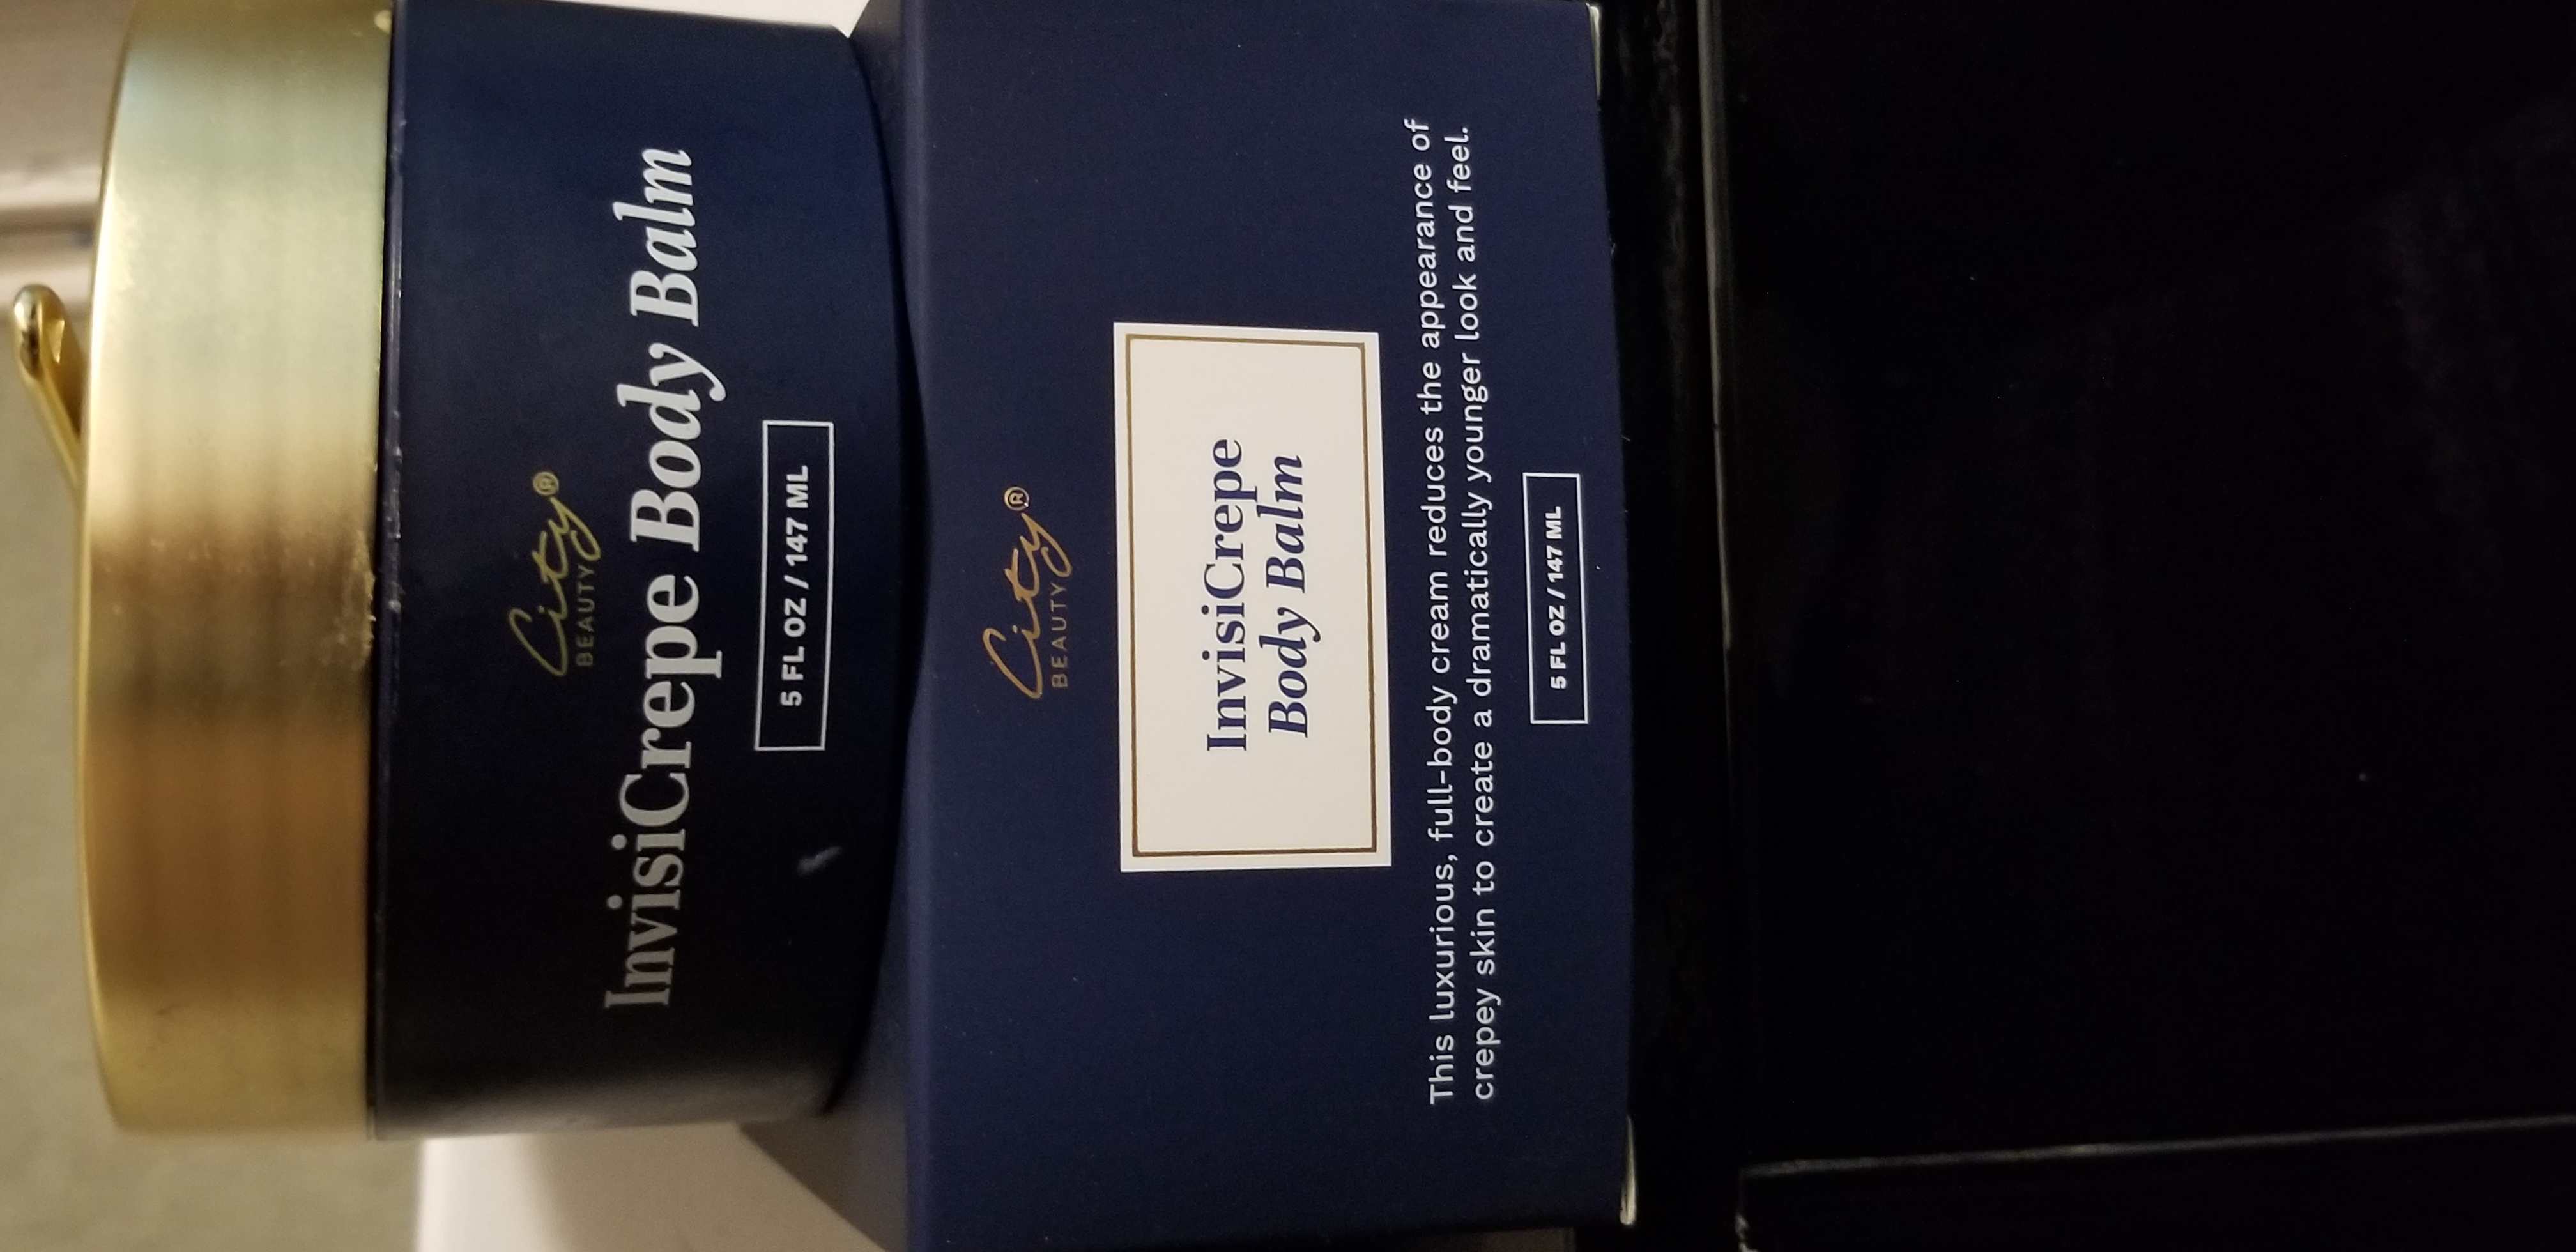 City®
BEAUTY
InvisiCrepe Body Balm
5 FL OZ / 147 ML
City®
BEAUTY
InvisiCrepe
Body Balm
This luxurious, full-body cream reduces the appearance of
crepey skin to create a dramatically younger look and feel.
5 FL OZ / 147 ML